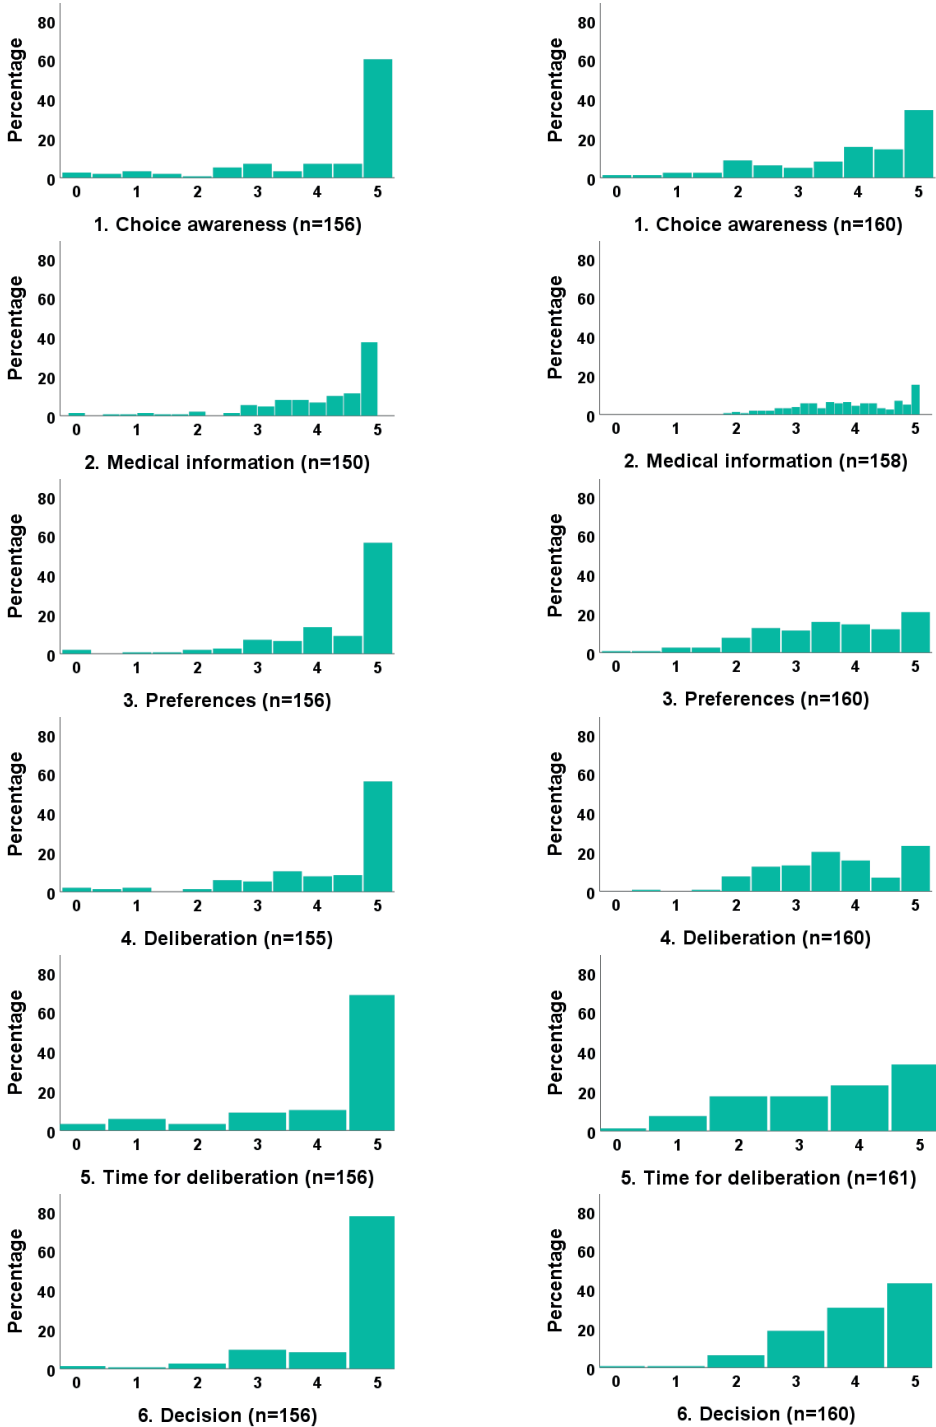 Percentage
80
60
40
20
0
0 1 2 3 4 5
1. Choice awareness (n=156)
Percentage
80
60
40
20
0
0 1 2 3 4 5
1. Choice awareness (n=160)
Percentage
80
60
40
20
0
0 1 2 3 4 5
2. Medical information (n=150)
Percentage
80
60
40
20
0
0 1 2 3 4 5
2. Medical information (n=158)
Percentage
80
60
40
20
0
0 1 2 3 4 5
3. Preferences (n=156)
Percentage
80
60
40
20
0
0 1 2 3 4 5
3. Preferences (n=160)
Percentage
80
60
40
20
0
0 1 2 3 4 5
4. Deliberation (n=155)
Percentage
80
60
40
20
0
0 1 2 3 4 5
4. Deliberation (n=160)
Percentage
80
60
40
20
0
0 1 2 3 4 5
5. Time for deliberation (n=156)
Percentage
80
60
40
20
0
0 1 2 3 4 5
5. Time for deliberation (n=161)
Percentage
80
60
40
20
0
0 1 2 3 4 5
6. Decision (n=156)
Percentage
80
60
40
20
0
0 1 2 3 4 5
6. Decision (n=160)